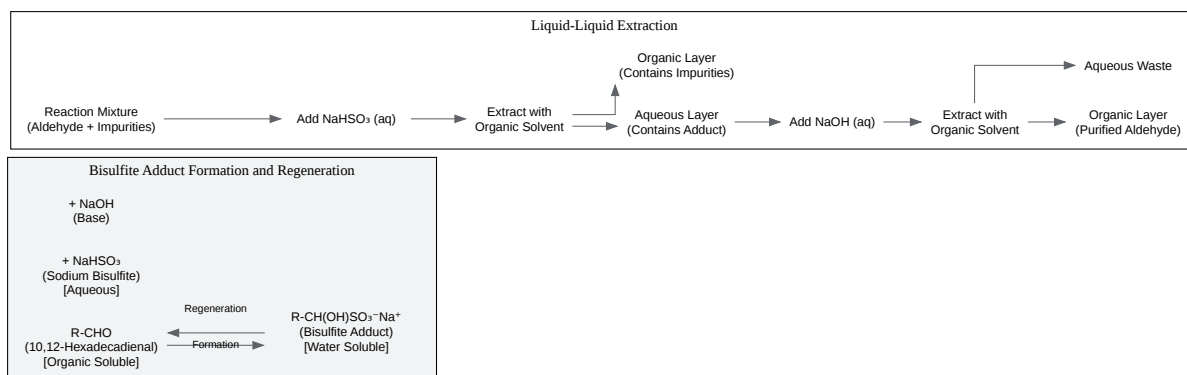 Liquid-Liquid Extraction
Reaction Mixture
(Aldehyde + Impurities)
Add NaHSO₃ (aq)
Extract with
Organic Solvent
Organic Layer
(Contains Impurities)
Aqueous Layer
(Contains Adduct)
Add NaOH (aq)
Extract with
Organic Solvent
Aqueous Waste
Organic Layer
(Purified Aldehyde)
Bisulfite Adduct Formation and Regeneration
+ NaOH
(Base)
+ NaHSO₃
(Sodium Bisulfite)
[Aqueous]
R-CHO
(10,12-Hexadecadienal)
[Organic Soluble]
Regeneration
Formation
R-CH(OH)SO₃⁻Na⁺
(Bisulfite Adduct)
[Water Soluble]